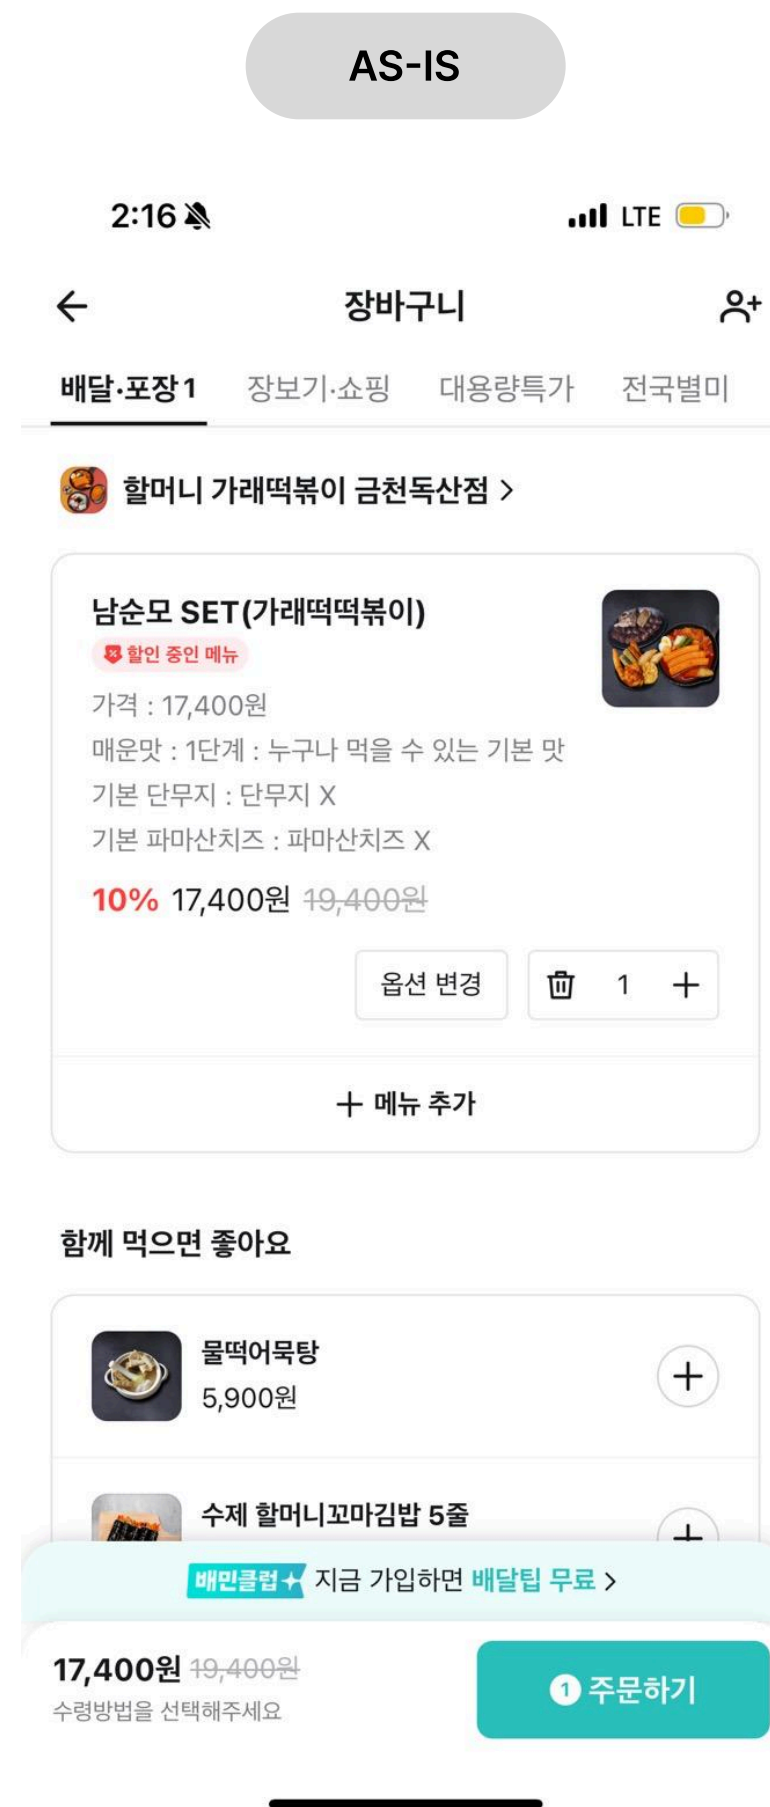 AS-IS
2:16
LTE
장바구니
배달·포장 1
장보기·쇼핑
대용량특가
전국별미
할머니 가래떡볶이 금천독산점 >
남순모 SET(가래떡떡볶이)
할인 중인 메뉴
가격 : 17,400원
매운맛 : 1단계 : 누구나 먹을 수 있는 기본 맛
기본 단무지 : 단무지 X
기본 파마산치즈 : 파마산치즈 X
10% 17,400원 19,400원
옵션 변경
1
+ 메뉴 추가
함께 먹으면 좋아요
물떡어묵탕
5,900원
수제 할머니꼬마김밥 5줄
배민클럽 지금 가입하면 배달팁 무료 >
17,400원 19,400원
수령방법을 선택해주세요
1 주문하기